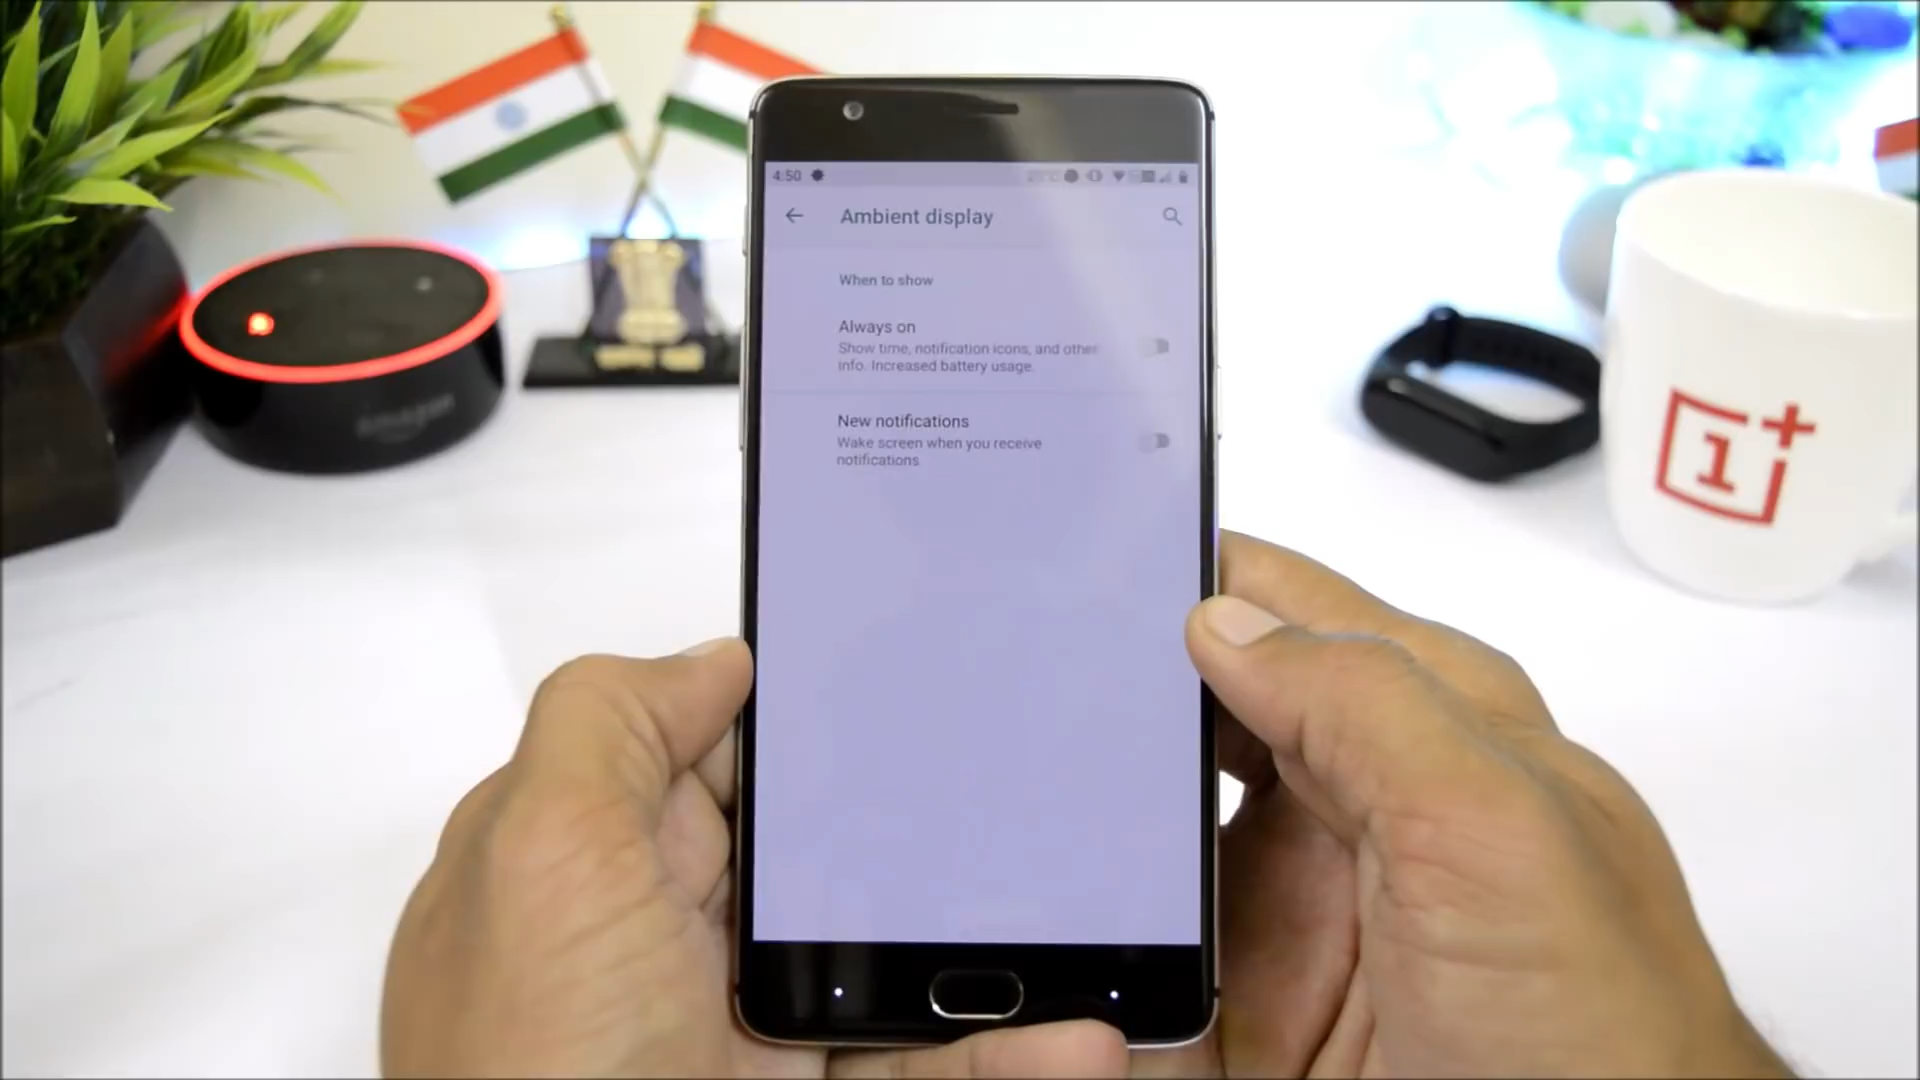 4:50
Ambient display
When to show
Always on
Show time, notification icons, and other
info. Increased battery usage.
New notifications
Wake screen when you receive
notifications
amazon
1+